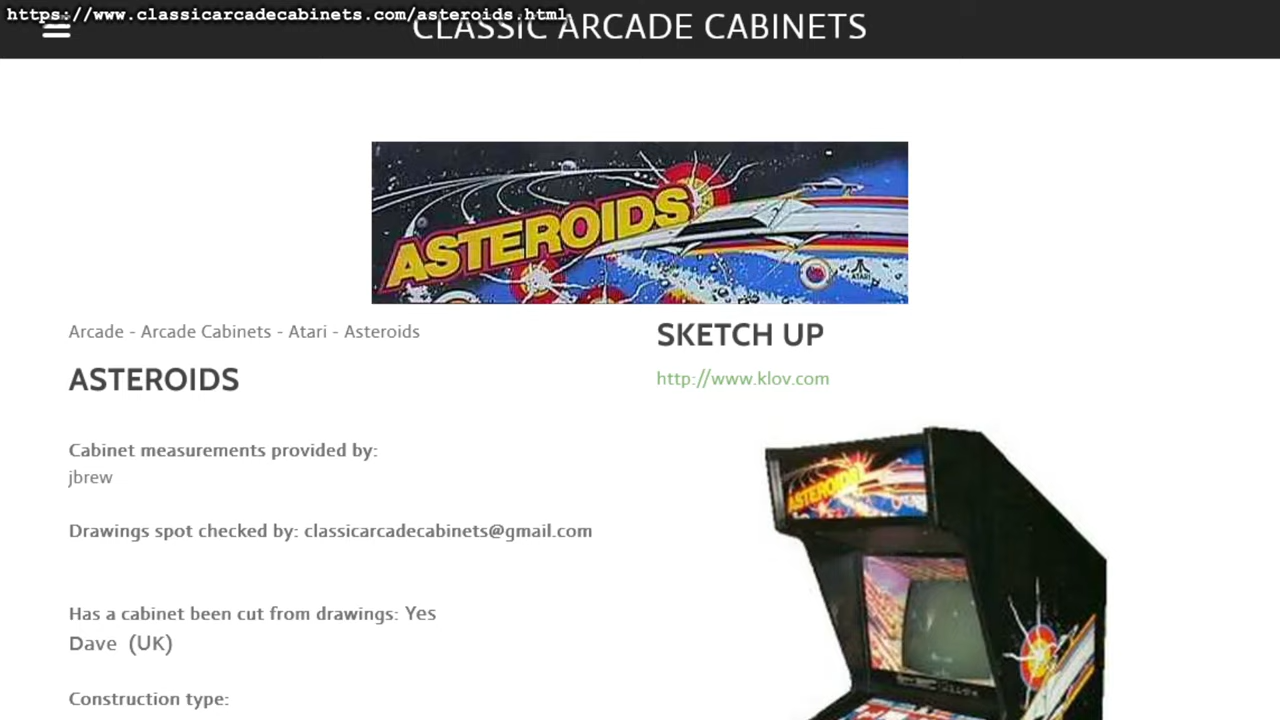 https://www.classicarcadecabinets.com/asteroids.html
CLASSIC ARCADE CABINETS
ASTEROIDS
ATARI
Arcade - Arcade Cabinets - Atari - Asteroids
SKETCH UP
ASTEROIDS
http://www.klov.com
Cabinet measurements provided by:
jbrew
ASTEROIDS
Drawings spot checked by: classicarcadecabinets@gmail.com
Has a cabinet been cut from drawings: Yes
Dave (UK)
Construction type: